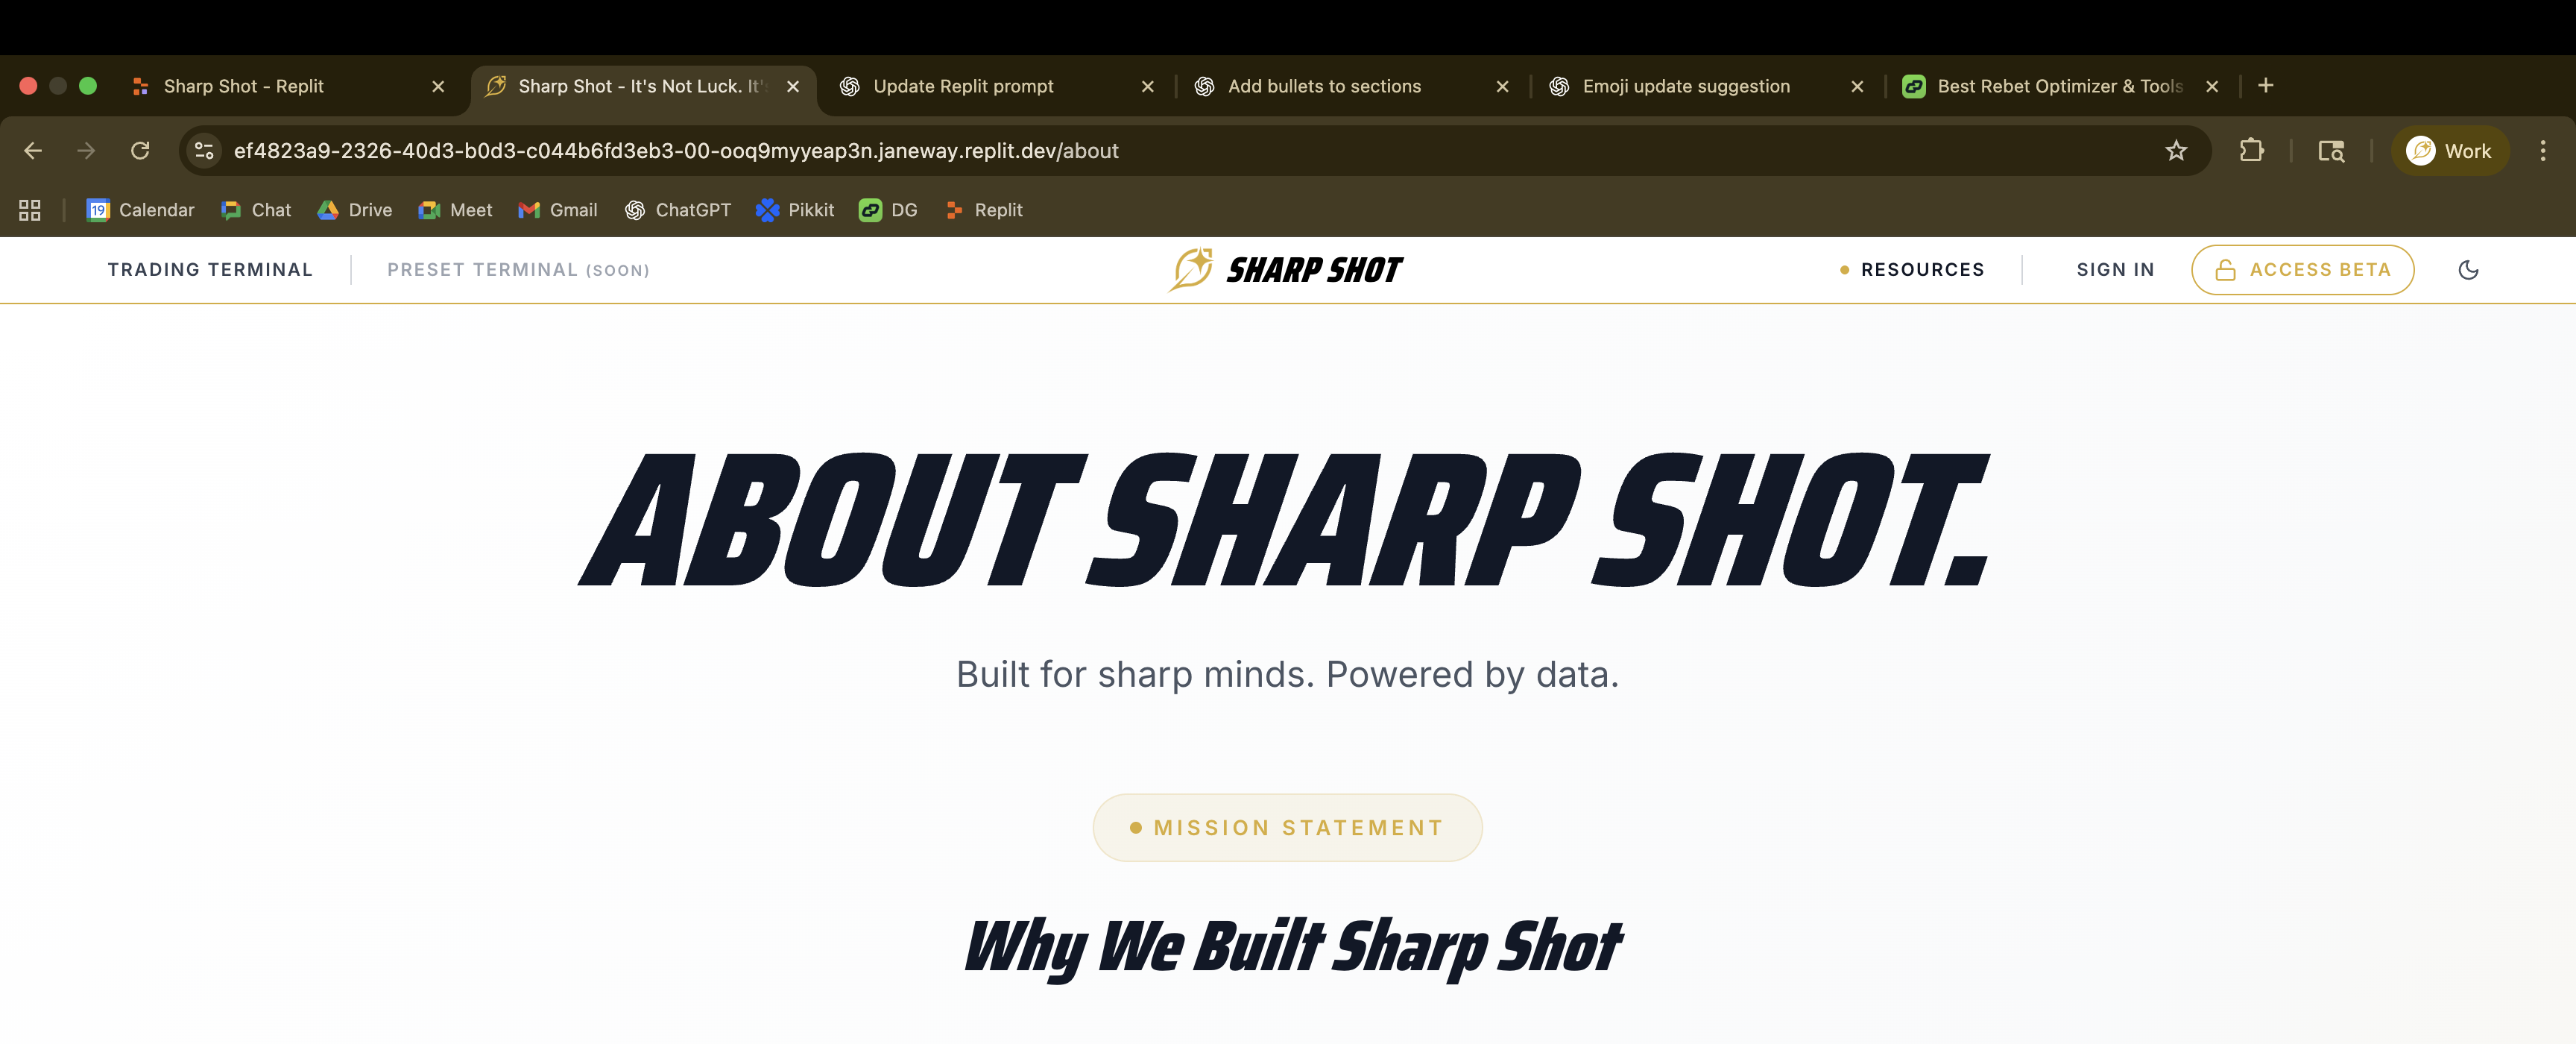 Sharp Shot - Replit
Sharp Shot - It's Not Luck. It's
Update Replit prompt
Add bullets to sections
Emoji update suggestion
Best Rebet Optimizer & Tools
ef4823a9-2326-40d3-b0d3-c044b6fd3eb3-00-ooq9myyeap3n.janeway.replit.dev/about
Work
19
Calendar
Chat
Drive
Meet
Gmail
ChatGPT
Pikkit
DG
Replit
TRADING TERMINAL
PRESET TERMINAL (SOON)
SHARP SHOT
RESOURCES
SIGN IN
ACCESS BETA
ABOUT SHARP SHOT.
Built for sharp minds. Powered by data.
MISSION STATEMENT
Why We Built Sharp Shot